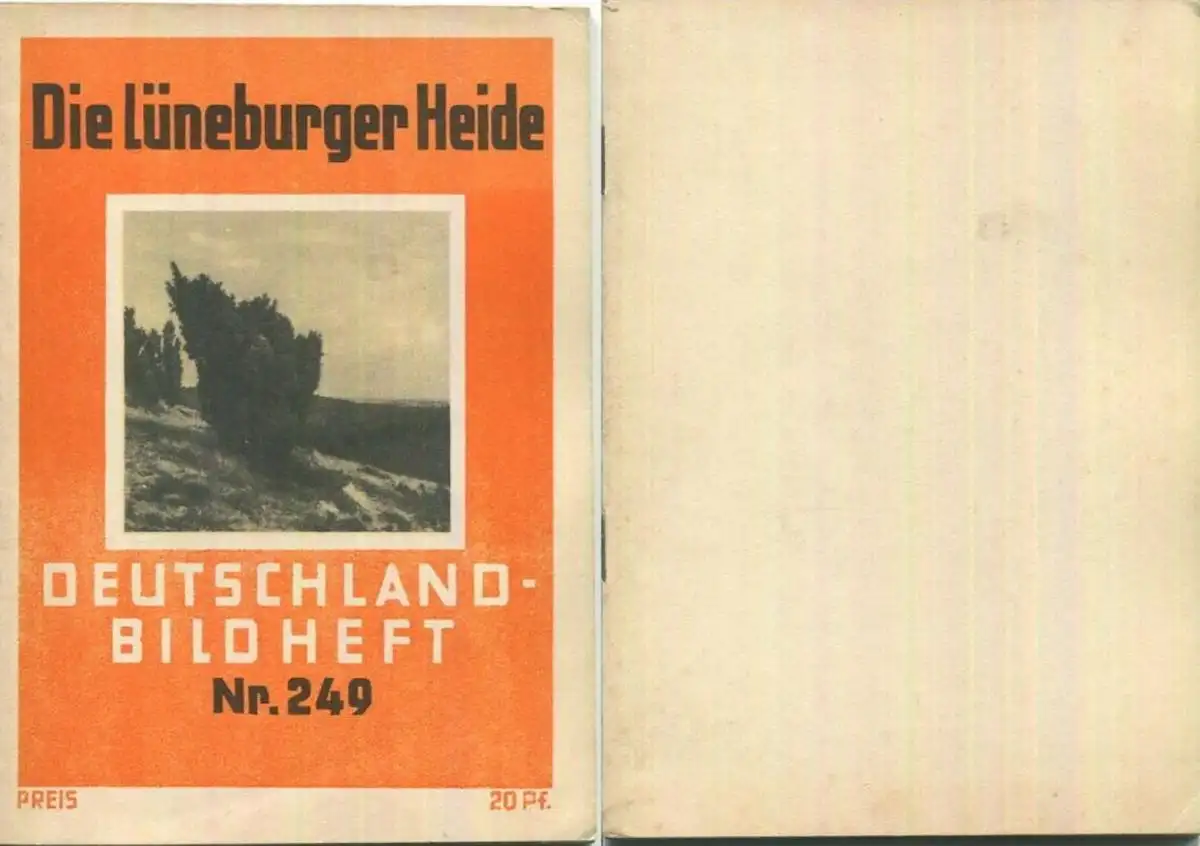 Die Lüneburger Heide
DEUTSCHLAND-
BILDHEFT
Nr. 249
PREIS 20 Pf.